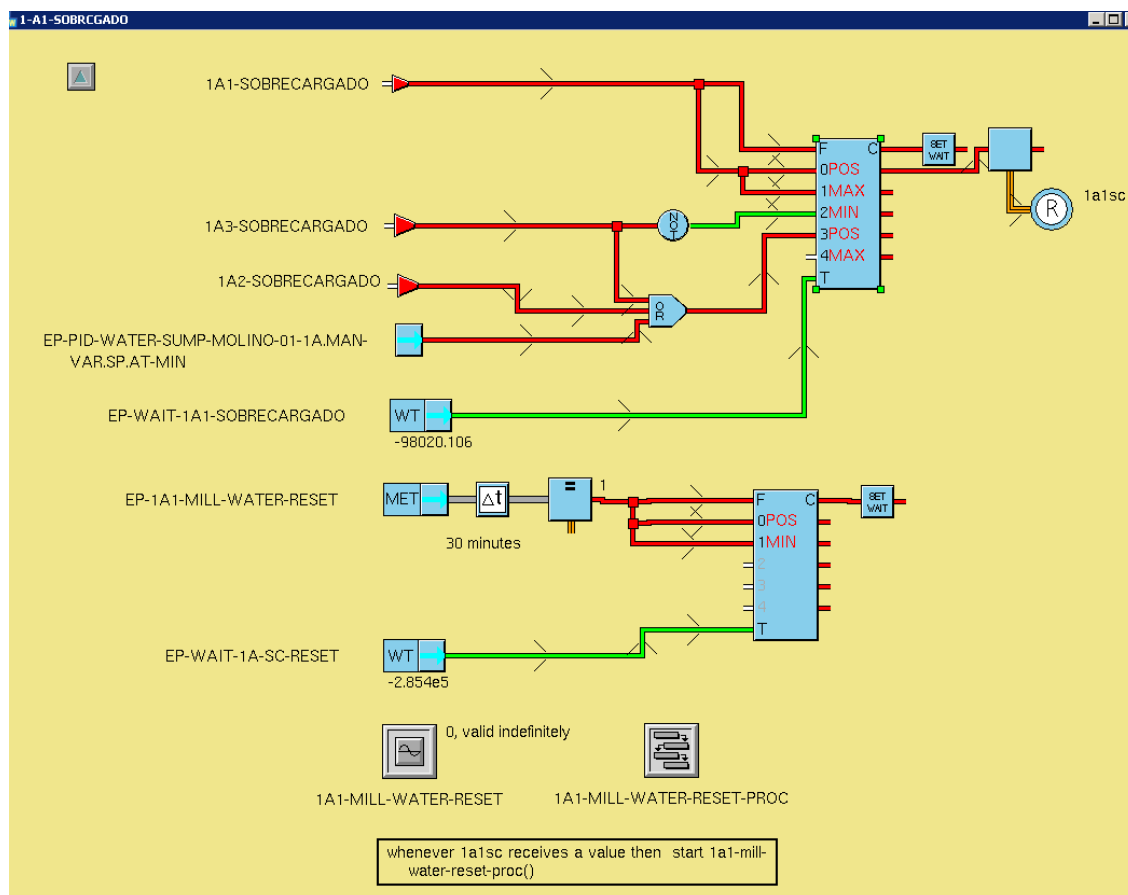 1-A1-SOBRCGADO
1A1-SOBRECARGADO
F C
0POS
1MAX
2MIN
3POS
4MAX
T
SET
WAIT
1a1sc
R
1A3-SOBRECARGADO
NOT
1A2-SOBRECARGADO
OR
EP-PID-WATER-SUMP-MOLINO-01-1A.MAN-
VAR.SP.AT-MIN
EP-WAIT-1A1-SOBRECARGADO
WT
-98020.106
EP-1A1-MILL-WATER-RESET
MET
Δt
=
1
30 minutes
F C
0POS
1MIN
2
3
4
T
SET
WAIT
EP-WAIT-1A-SC-RESET
WT
-2.854e5
0, valid indefinitely
1A1-MILL-WATER-RESET
1A1-MILL-WATER-RESET-PROC
whenever 1a1sc receives a value then start 1a1-mill-
water-reset-proc()